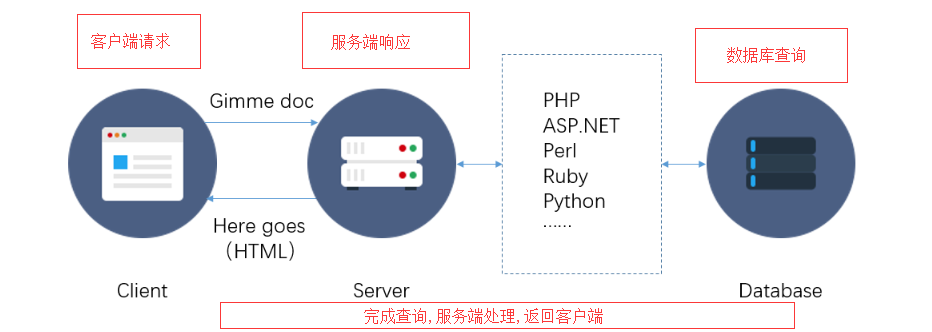 客户端请求
服务端响应
数据库查询
Gimme doc
Here goes
（HTML）
PHP
ASP.NET
Perl
Ruby
Python
……
Client
Server
Database
完成查询, 服务端处理, 返回客户端